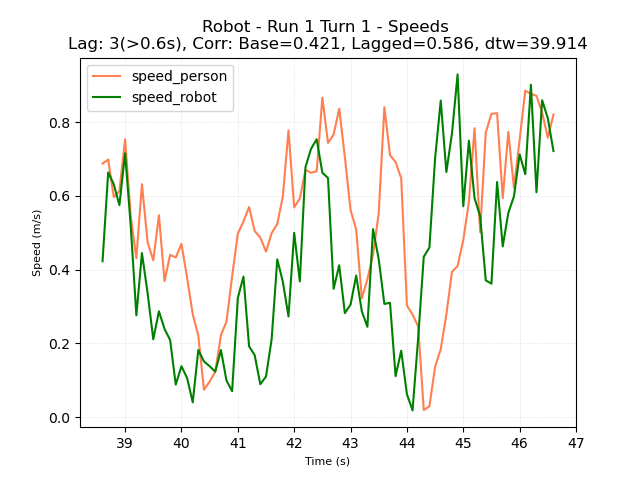 Robot - Run 1 Turn 1 - Speeds
Lag: 3(>0.6s), Corr: Base=0.421, Lagged=0.586, dtw=39.914
speed_person
speed_robot
Speed (m/s)
0.8
0.6
0.4
0.2
0.0
39 40 41 42 43 44 45 46 47
Time (s)